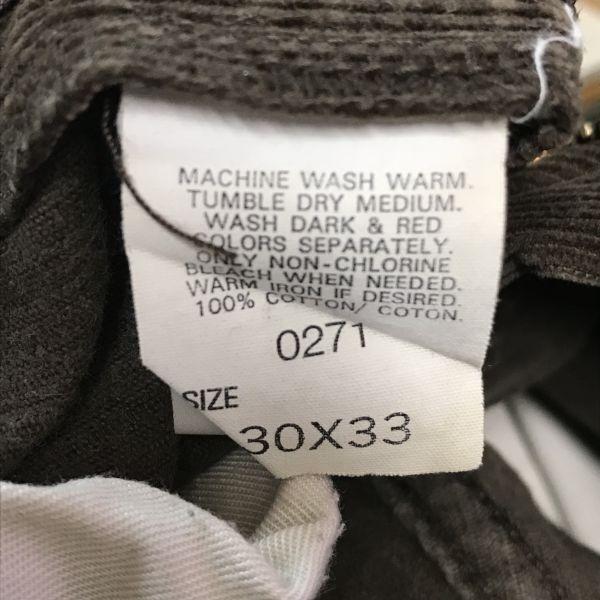 MACHINE WASH WARM.
TUMBLE DRY MEDIUM.
WASH DARK & RED
COLORS SEPARATELY.
ONLY NON-CHLORINE
BLEACH WHEN NEEDED.
WARM IRON IF DESIRED.
100% COTTON/ COTON.
0271
SIZE
30X33